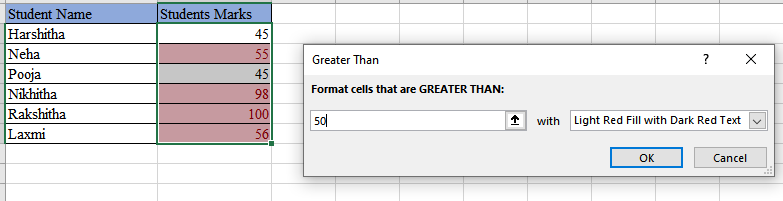 Student Name Students Marks
Harshitha 45
Neha 55
Pooja 45
Nikhitha 98
Rakshitha 100
Laxmi 56
Greater Than ? ✕
Format cells that are GREATER THAN:
50 with Light Red Fill with Dark Red Text
OK Cancel